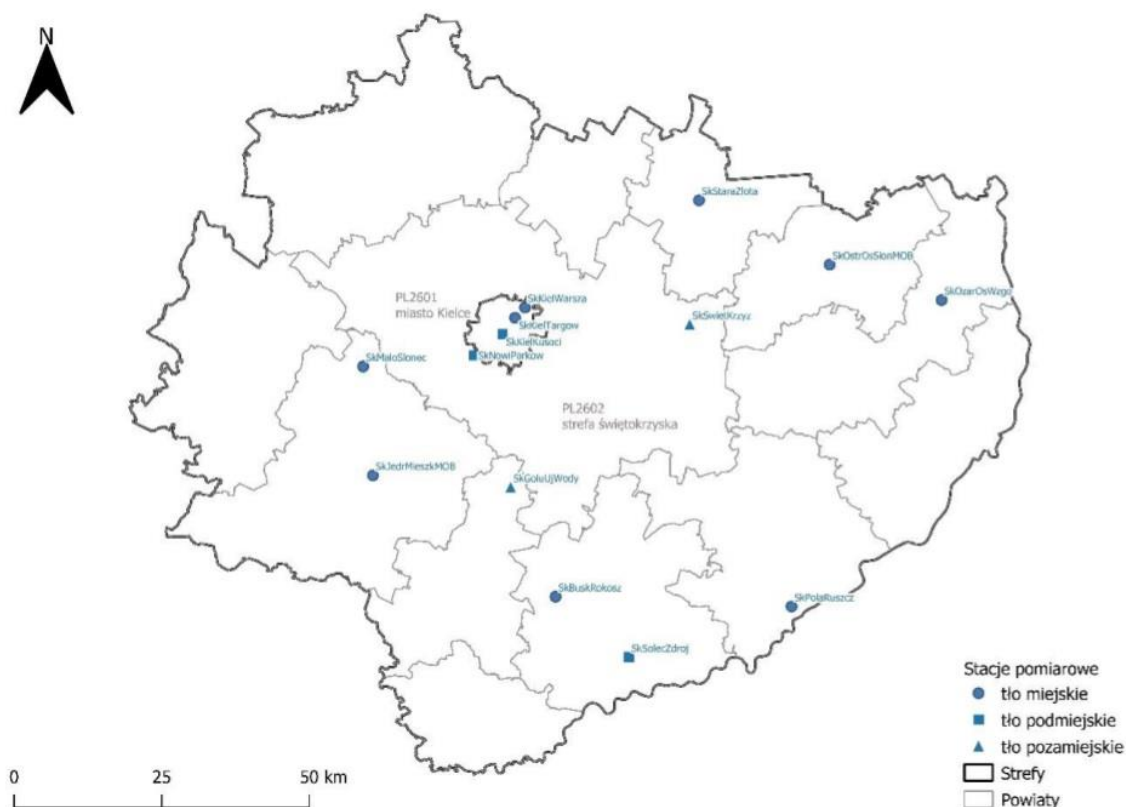 N
SkStaraZlota
SkOstrOsSionMOB
SkOzarOsWzgo
SkKielWarsza
PL2601
miasto Kielce
SkKielTargow
SkSwietKrzyz
SkKielKusoci
SkNowiParkow
SkMaloSlonec
PL2602
strefa świętokrzyska
SkJedrMieszkMOB
SkGoluUjWody
SkBuskRokosz
SkPolaRuszcz
SkSolecZdroj
Stacje pomiarowe
tło miejskie
tło podmiejskie
tło pozamiejskie
Strefy
Powiaty
0 25 50 km